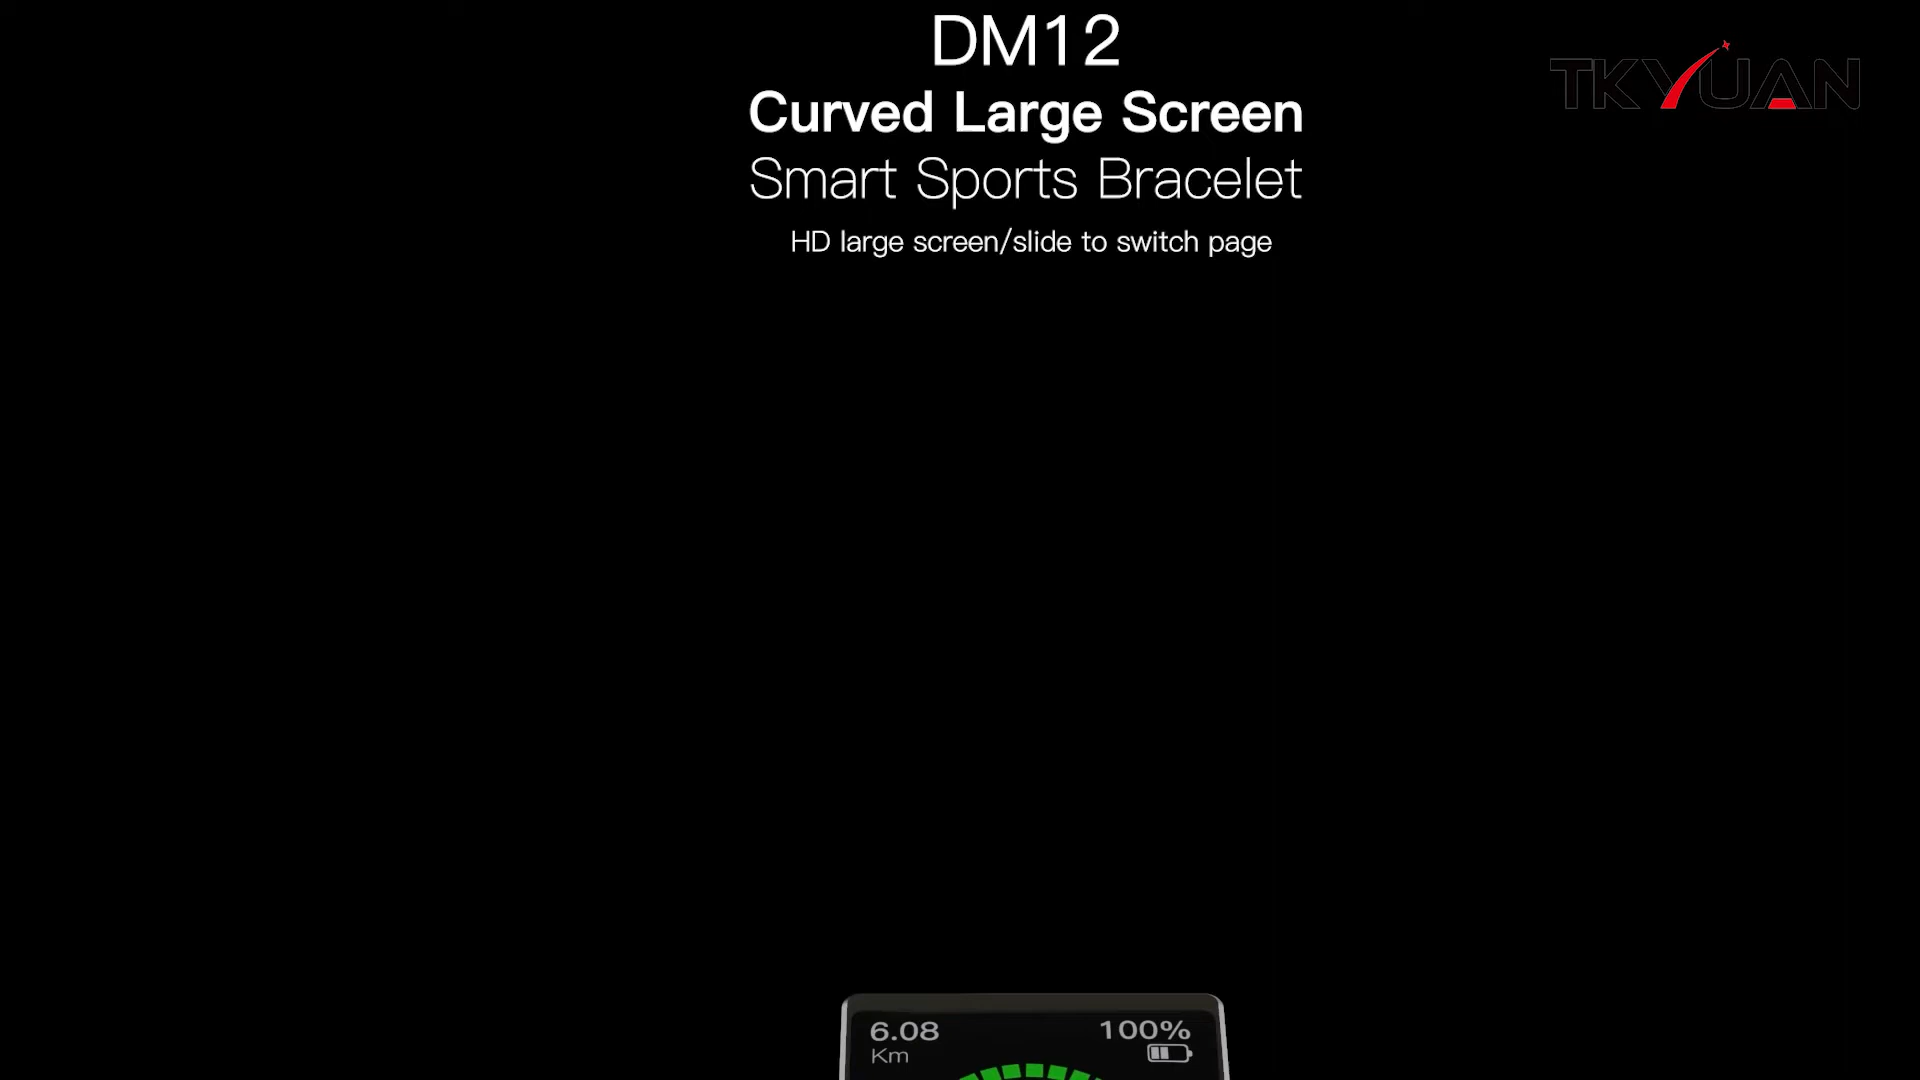 DM12
TKYUAN
Curved Large Screen
Smart Sports Bracelet
HD large screen/slide to switch page
6.08
100%
Km